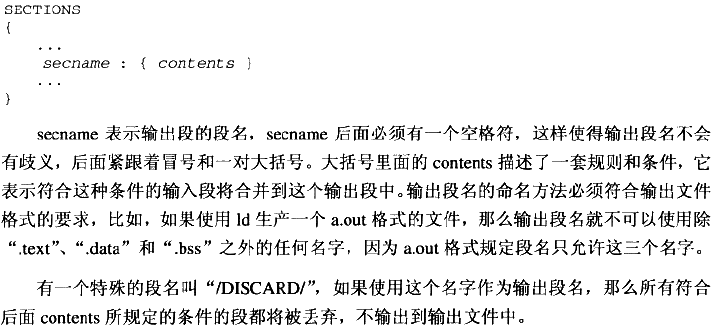 SECTIONS
{
...
secname : { contents }
...
}
secname 表示输出段的段名，secname 后面必须有一个空格符，这样使得输出段名不会
有歧义，后面紧跟着冒号和一对大括号。大括号里面的 contents 描述了一套规则和条件，它
表示符合这种条件的输入段将合并到这个输出段中。输出段名的命名方法必须符合输出文件
格式的要求，比如，如果使用 ld 生产一个 a.out 格式的文件，那么输出段名就不可以使用除
“.text”、“.data” 和 “.bss” 之外的任何名字，因为 a.out 格式规定段名只允许这三个名字。
有一个特殊的段名叫 “/DISCARD/”，如果使用这个名字作为输出段名，那么所有符合
后面 contents 所规定的条件的段都将被丢弃，不输出到输出文件中。